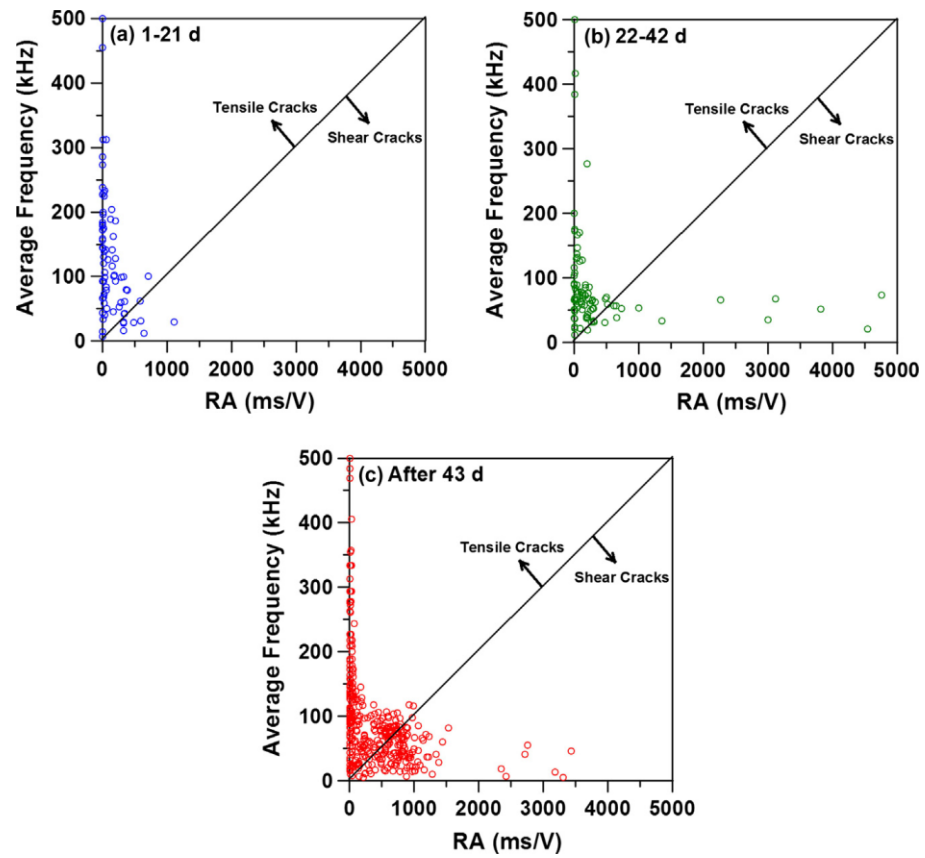 (a) 1-21 d
Tensile Cracks
Shear Cracks
Average Frequency (kHz)
500
400
300
200
100
0
0 1000 2000 3000 4000 5000
RA (ms/V)
(b) 22-42 d
Tensile Cracks
Shear Cracks
Average Frequency (kHz)
500
400
300
200
100
0
0 1000 2000 3000 4000 5000
RA (ms/V)
(c) After 43 d
Tensile Cracks
Shear Cracks
Average Frequency (kHz)
500
400
300
200
100
0
0 1000 2000 3000 4000 5000
RA (ms/V)